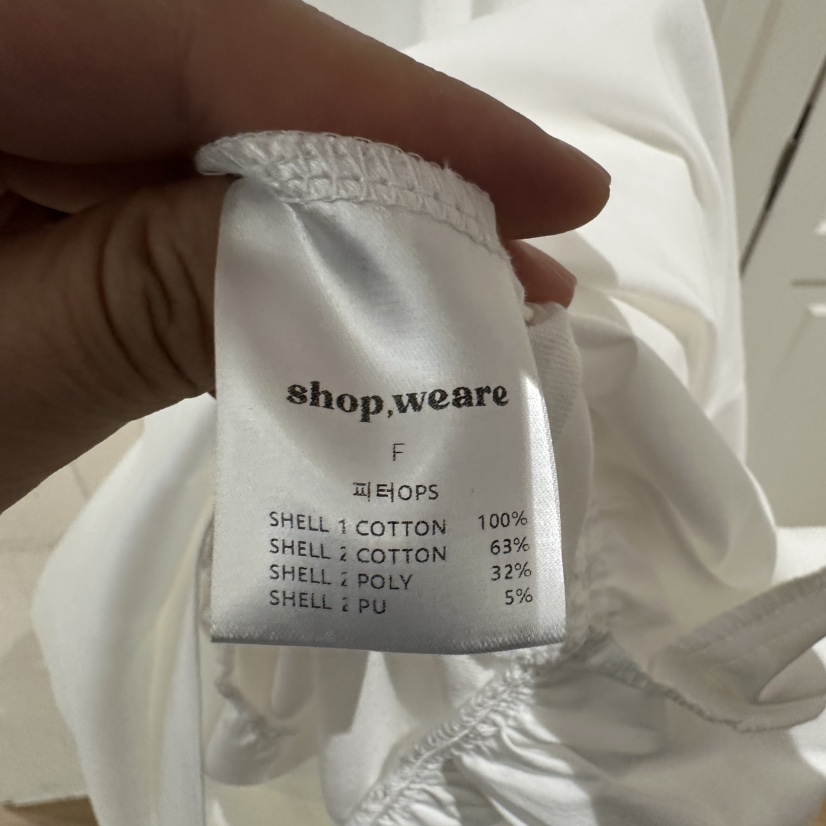 shop,weare
F
피터OPS
SHELL 1 COTTON 100%
SHELL 2 COTTON 63%
SHELL 2 POLY 32%
SHELL 2 PU 5%